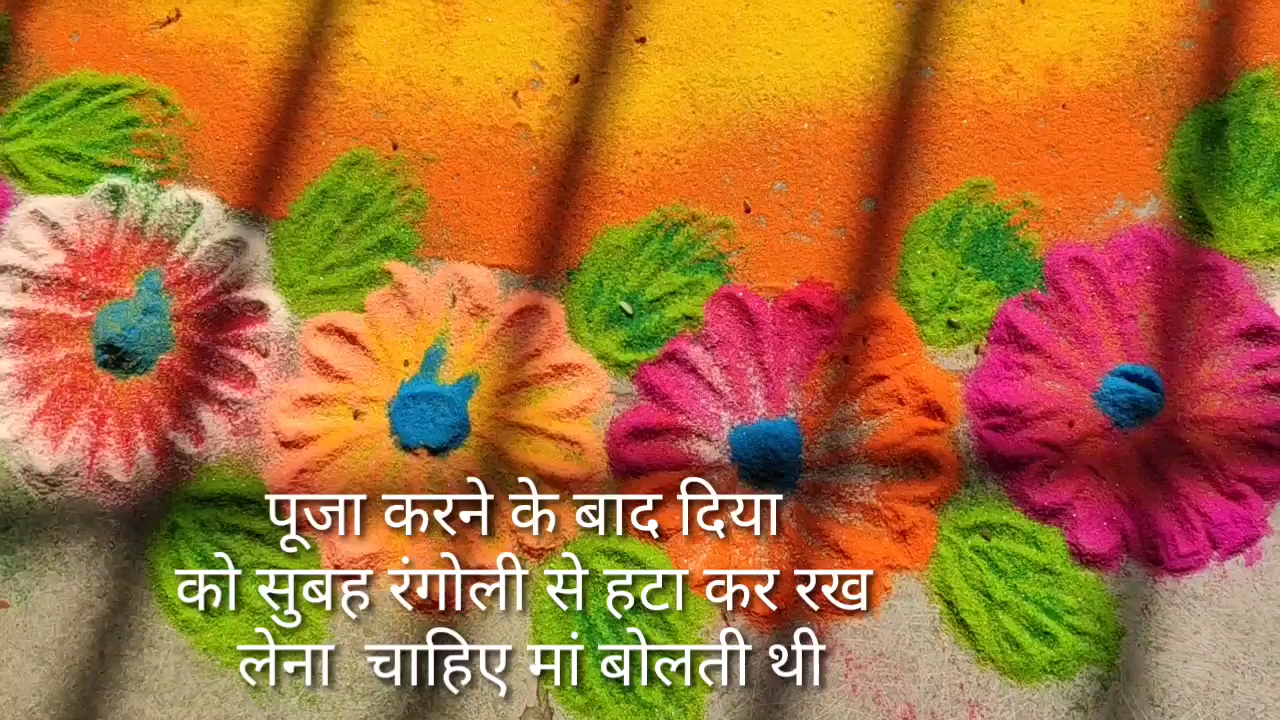 पूजा करने के बाद दिया
को सुबह रंगोली से हटा कर रख
लेना  चाहिए मां बोलती थी